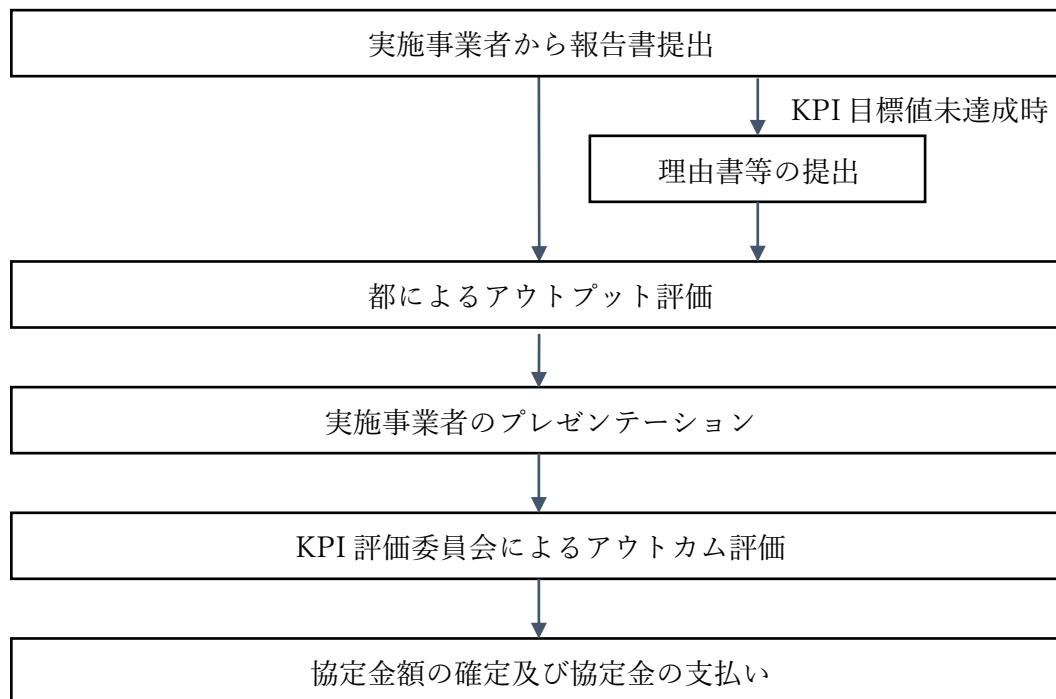 実施事業者から報告書提出
KPI 目標値未達成時
理由書等の提出
都によるアウトプット評価
実施事業者のプレゼンテーション
KPI 評価委員会によるアウトカム評価
協定金額の確定及び協定金の支払い